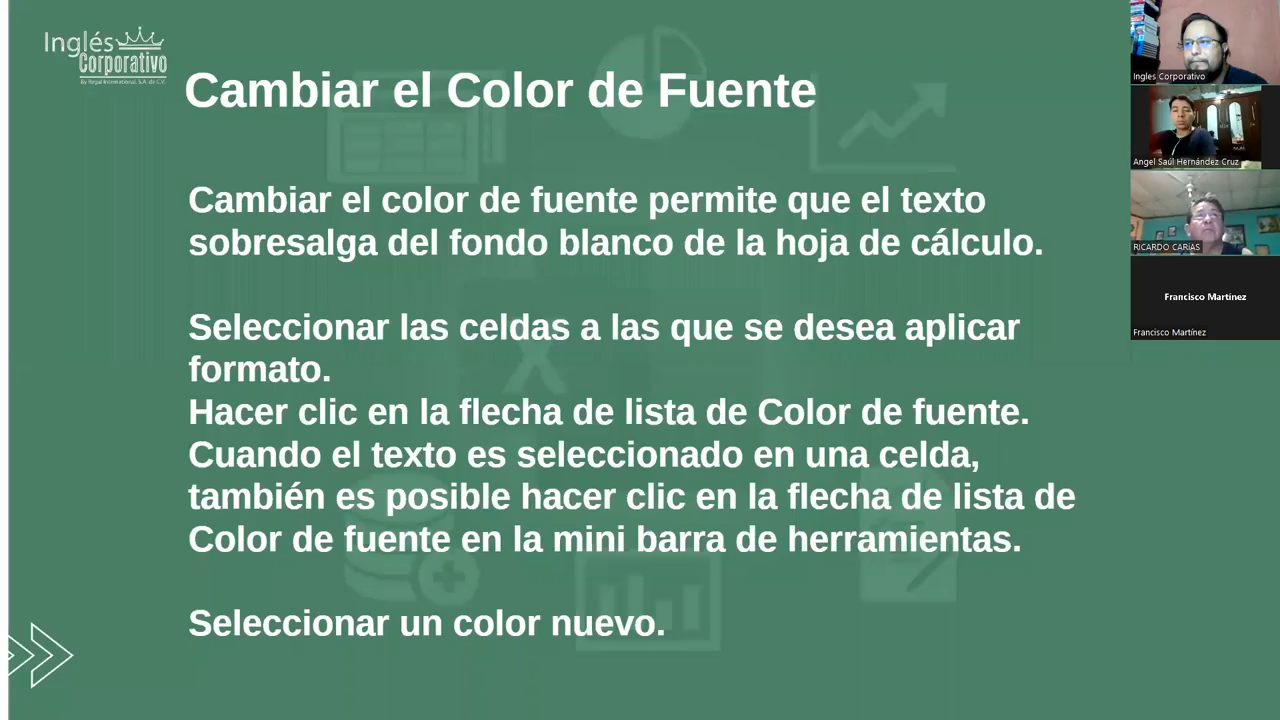 Inglés
Corporativo
By Regal International, S.A. de C.V.
Cambiar el Color de Fuente
Cambiar el color de fuente permite que el texto
sobresalga del fondo blanco de la hoja de cálculo.
Seleccionar las celdas a las que se desea aplicar
formato.
Hacer clic en la flecha de lista de Color de fuente.
Cuando el texto es seleccionado en una celda,
también es posible hacer clic en la flecha de lista de
Color de fuente en la mini barra de herramientas.
Seleccionar un color nuevo.
Ingles Corporativo
Angel Saúl Hernández Cruz
RICARDO CARíAS
Francisco Martínez
Francisco Martínez